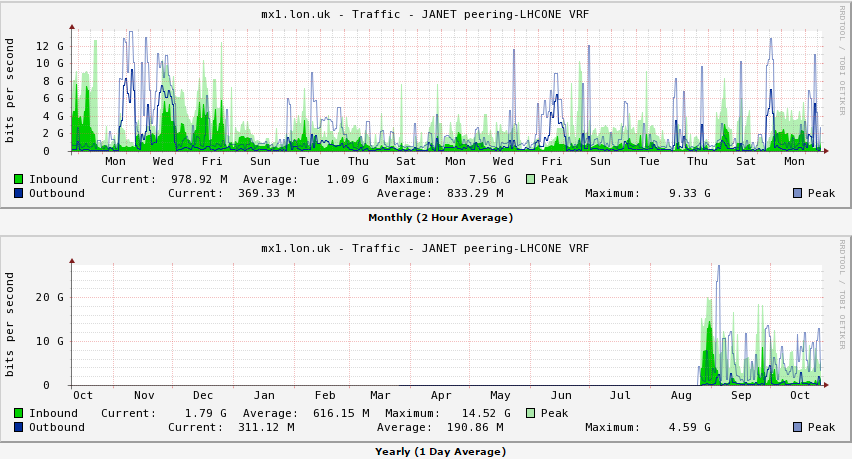 mx1.lon.uk - Traffic - JANET peering-LHCONE VRF
RRDTOOL / TOBI OETIKER
bits per second
12 G
10 G
8 G
6 G
4 G
2 G
0
Mon Wed Fri Sun Tue Thu Sat Mon Wed Fri Sun Tue Thu Sat Mon
Inbound Current: 978.92 M Average: 1.09 G Maximum: 7.56 G Peak
Outbound Current: 369.33 M Average: 833.29 M Maximum: 9.33 G Peak
Monthly (2 Hour Average)
mx1.lon.uk - Traffic - JANET peering-LHCONE VRF
RRDTOOL / TOBI OETIKER
bits per second
20 G
10 G
0
Oct Nov Dec Jan Feb Mar Apr May Jun Jul Aug Sep Oct
Inbound Current: 1.79 G Average: 616.15 M Maximum: 14.52 G Peak
Outbound Current: 311.12 M Average: 190.86 M Maximum: 4.59 G Peak
Yearly (1 Day Average)